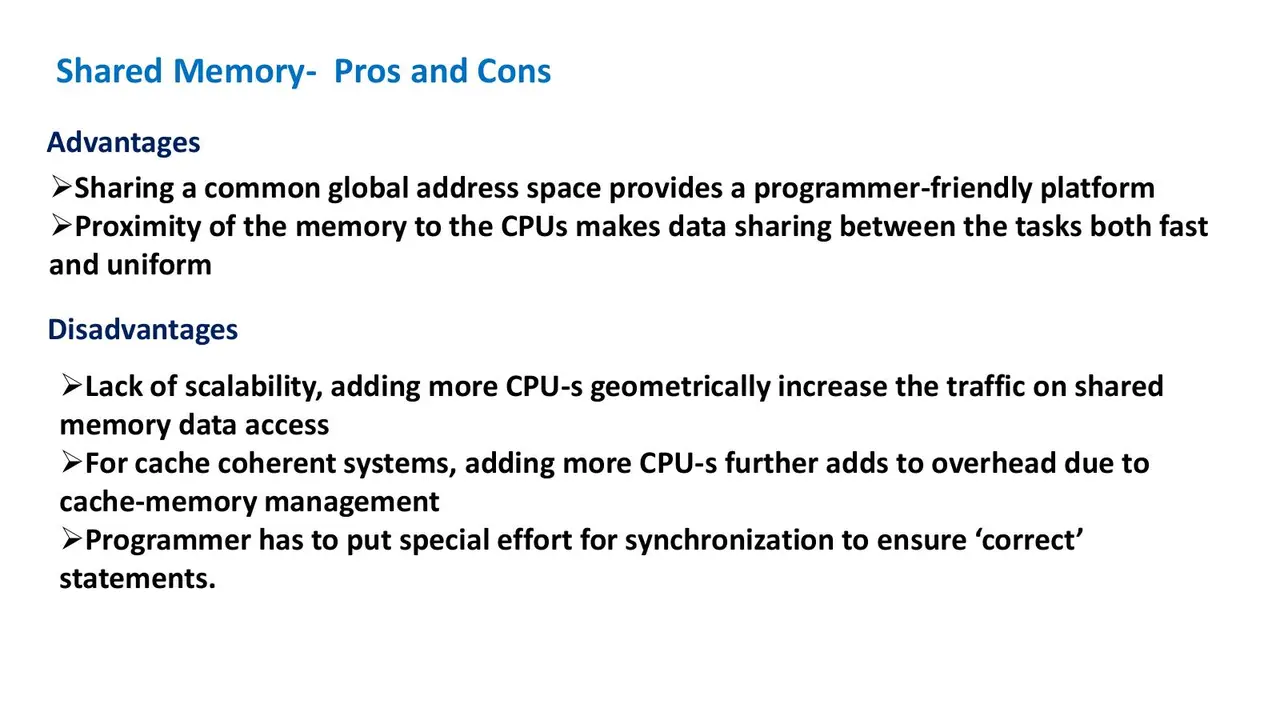 Shared Memory-  Pros and Cons
Advantages
➢Sharing a common global address space provides a programmer-friendly platform
➢Proximity of the memory to the CPUs makes data sharing between the tasks both fast
and uniform
Disadvantages
➢Lack of scalability, adding more CPU-s geometrically increase the traffic on shared
memory data access
➢For cache coherent systems, adding more CPU-s further adds to overhead due to
cache-memory management
➢Programmer has to put special effort for synchronization to ensure ‘correct’
statements.